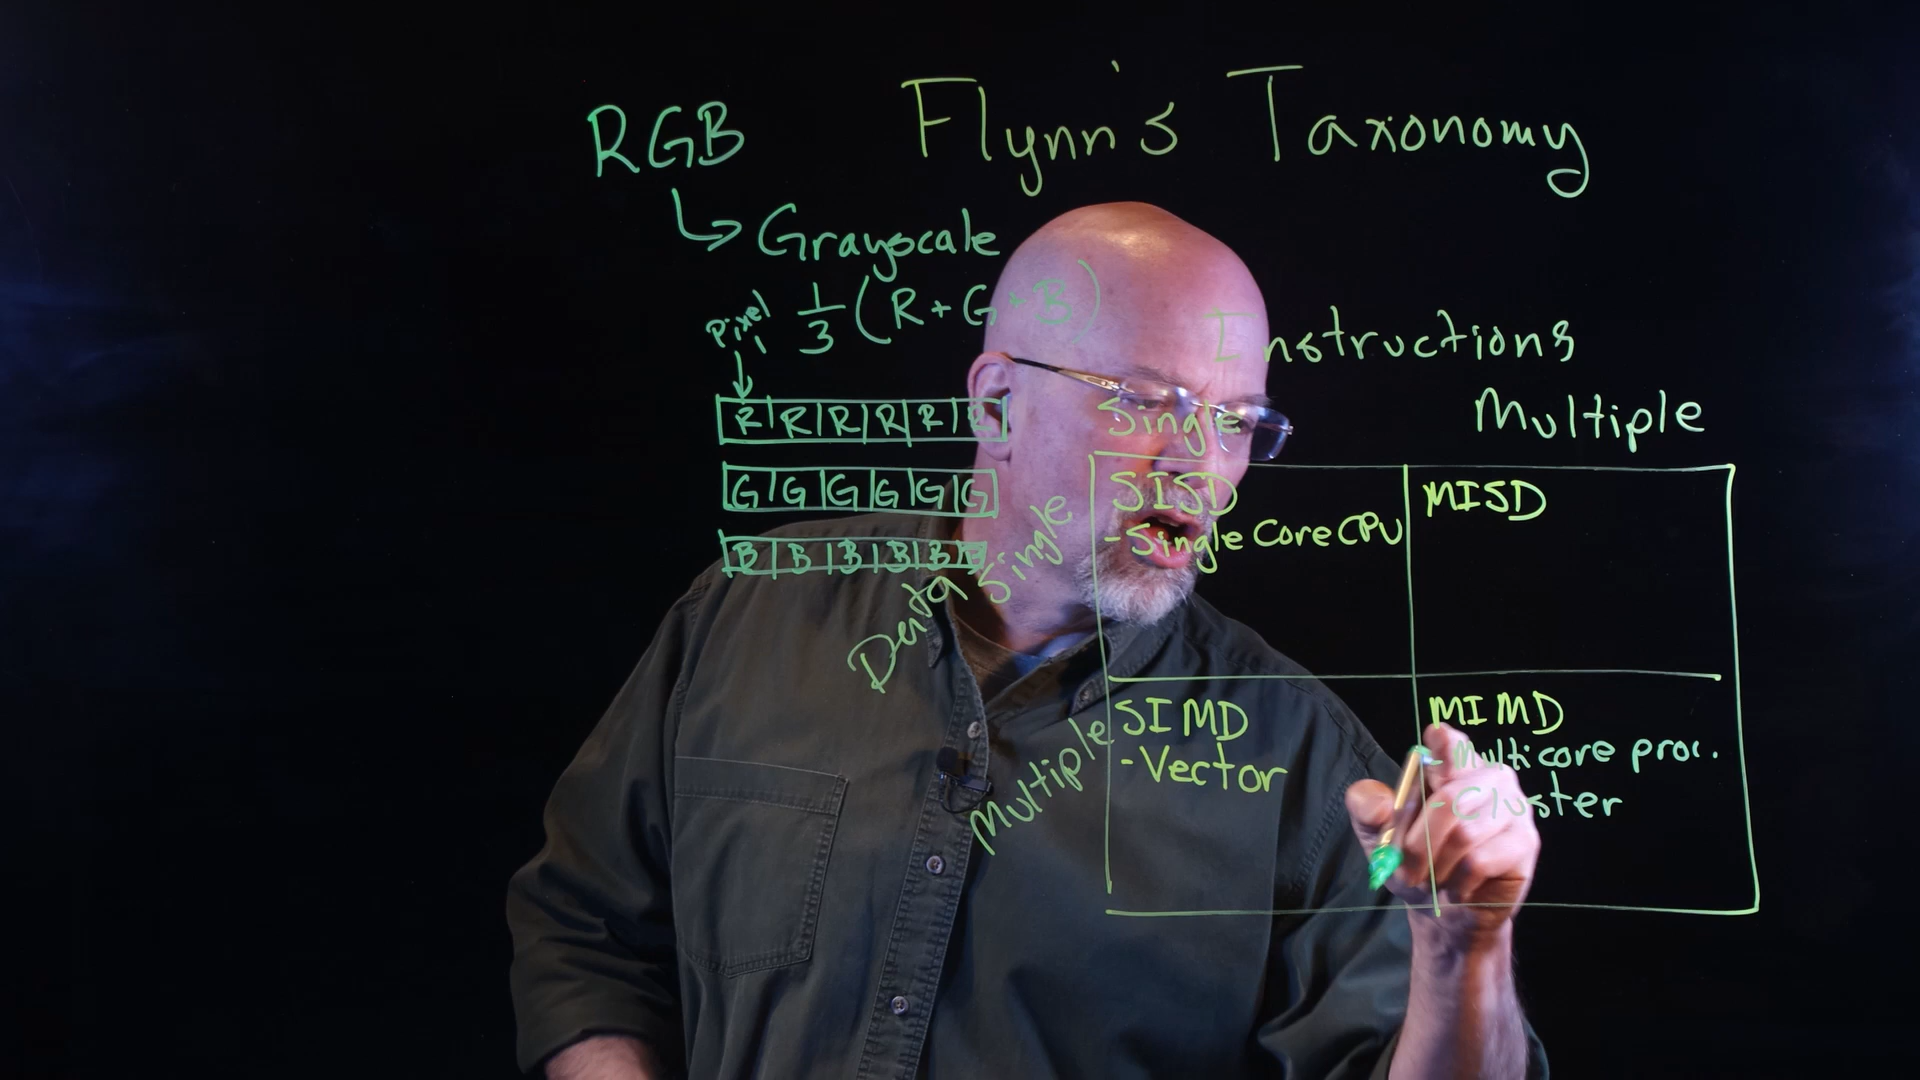 RGB
Flynn's Taxonomy
Grayscale
Pixel 1
1/3 (R+G+B)
R R R R R R
G G G G G G
B B B B B B
Instructions
Single
Multiple
Data
Single
Multiple
SISD
-Single Core CPU
MISD
SIMD
-Vector
MIMD
- Multicore proc.
- Cluster